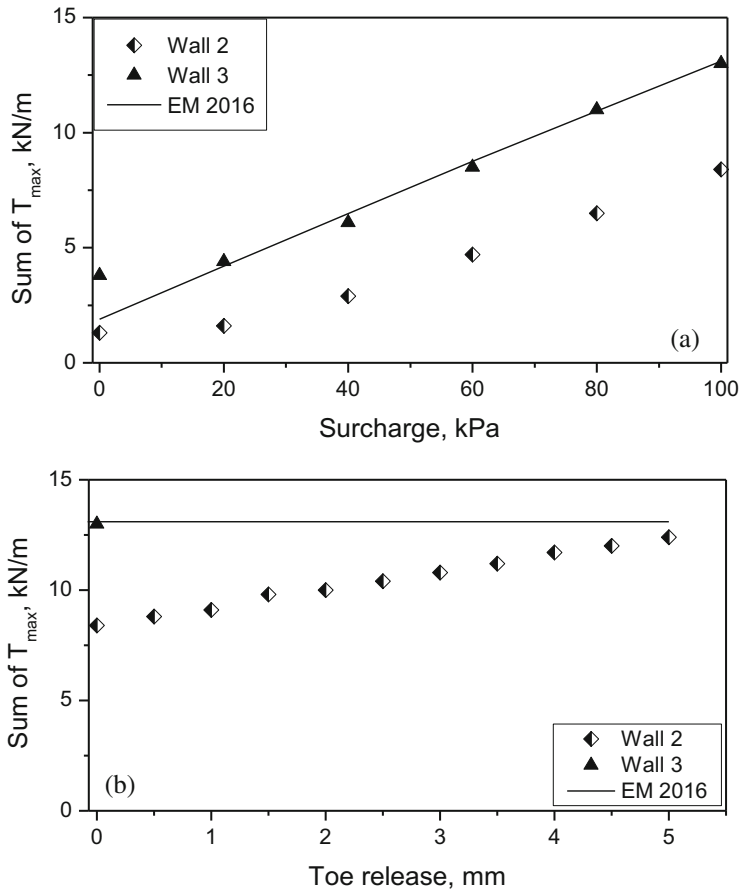 15
10
5
0
Sum of T_max, kN/m
Wall 2
Wall 3
EM 2016
(a)
0 20 40 60 80 100
Surcharge, kPa
15
10
5
0
Sum of T_max, kN/m
Wall 2
Wall 3
EM 2016
(b)
0 1 2 3 4 5
Toe release, mm